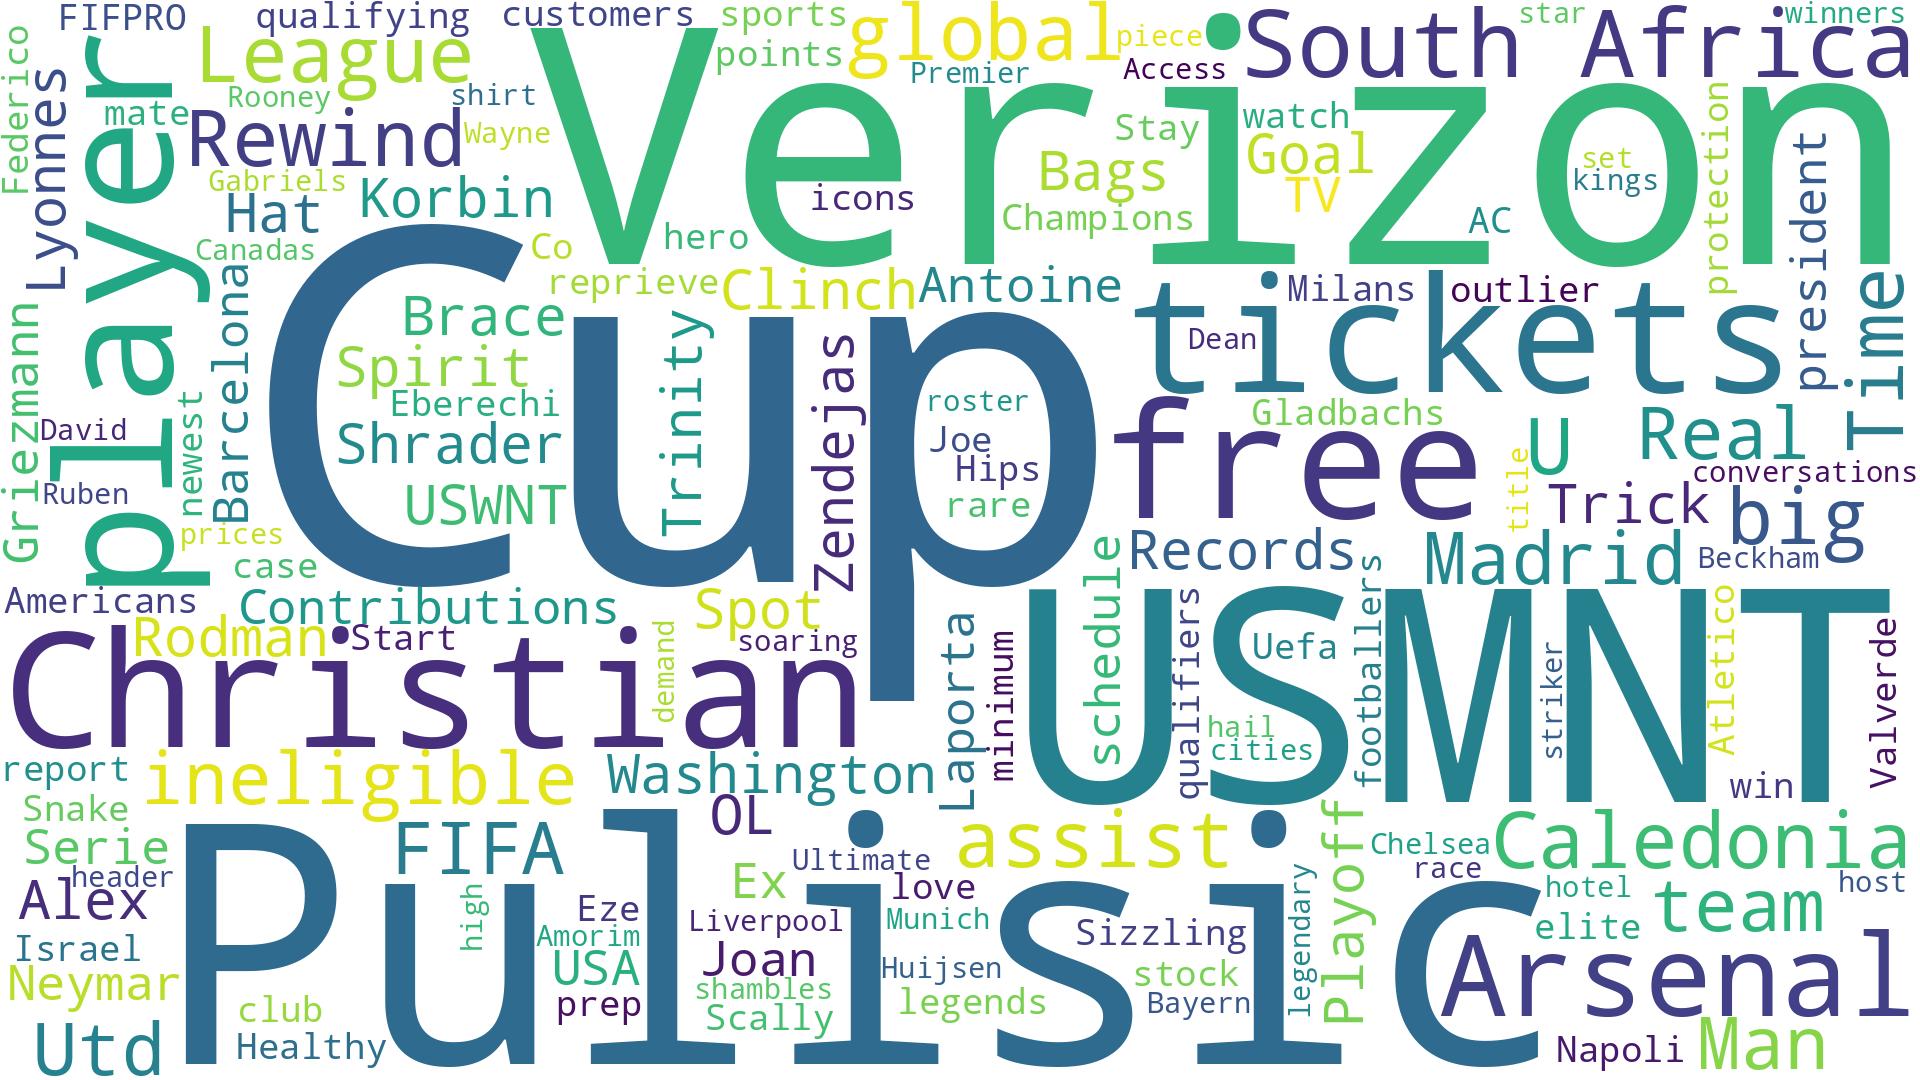 FIFPRO
qualifying
customers
sports
global
piece
South Africa
star
winners
League
points
Premier
Access
Verizon
Federico
Lyonnes
player
mate
Rooney
shirt
Rewind
Wayne
Stay
watch
Goal
TV
Bags
set
kings
protection
president
Gabriels
Korbin
Hat
icons
Champions
AC
Canadas
Co
hero
reprieve
Clinch
Antoine
Milans
outlier
Time
Griezmann
Barcelona
Cup
Brace
Trinity
Zendejas
tickets
Dean
Spirit
Eberechi
Shrader
USWNT
roster
Joe
Hips
rare
free
Gladbachs
U
Real
David
newest
Ruben
prices
case
title
Trick
conversations
big
Records
Madrid
Beckham
Americans
Contributions
Spot
schedule
qualifiers
footballers
Rodman
Start
demand
soaring
Christian
Laporta
minimum
USMNT
Uefa
hail
cities
striker
Atletico
Valverde
win
report
ineligible
Washington
Snake
OL
Serie
FIFA
assist
Playoff
Chelsea
Caledonia
header
Ex
Ultimate
love
race
hotel
host
Alex
high
Eze
Liverpool
Munich
legendary
elite
team
Pulisic
Israel
Amorim
Joan
Sizzling
Arsenal
Neymar
USA
shambles
Huijsen
stock
club
prep
Scally
legends
Bayern
Utd
Healthy
Napoli
Man